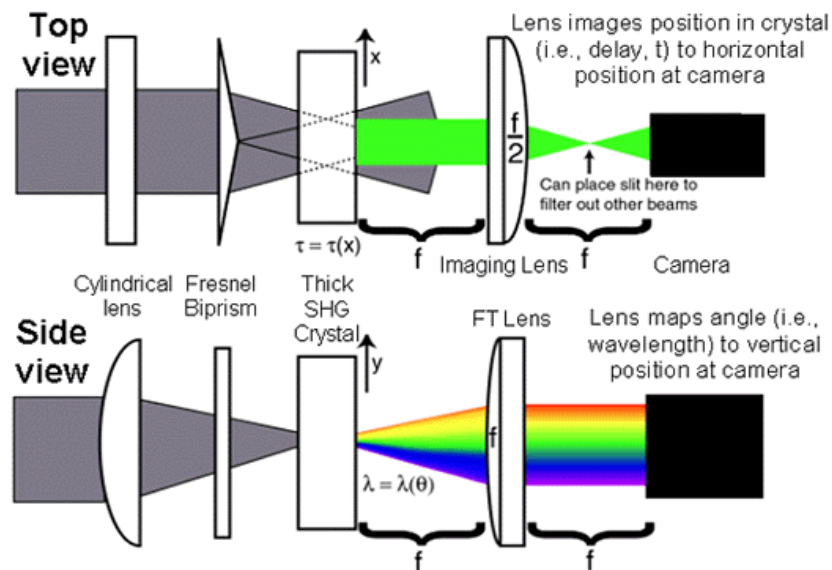 Top
view
Lens images position in crystal
(i.e., delay, t) to horizontal
position at camera
x
f
2
Can place slit here to
filter out other beams
τ = τ(x)
f
f
Imaging Lens
Camera
Cylindrical
lens
Fresnel
Biprism
Thick
SHG
Crystal
FT Lens
Side
view
Lens maps angle (i.e.,
wavelength) to vertical
position at camera
y
f
λ = λ(θ)
f
f